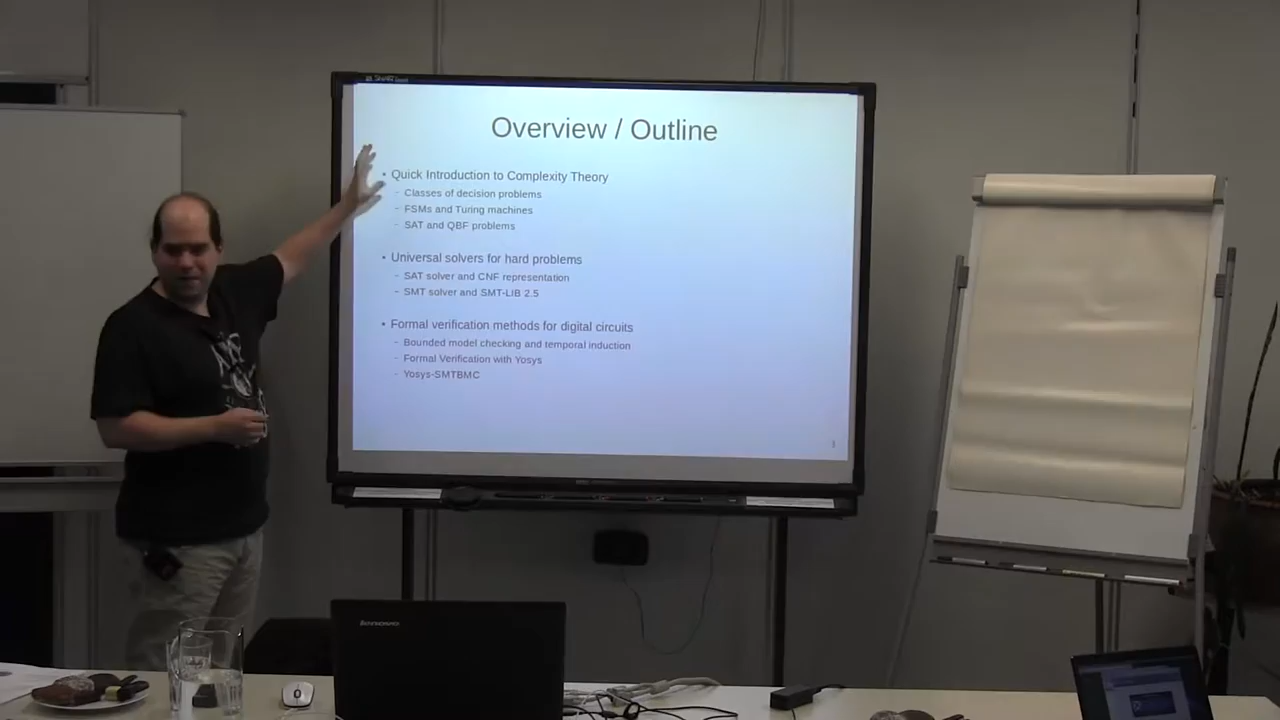 Overview / Outline
• Quick Introduction to Complexity Theory
- Classes of decision problems
- FSMs and Turing machines
- SAT and QBF problems
• Universal solvers for hard problems
- SAT solver and CNF representation
- SMT solver and SMT-LIB 2.5
• Formal verification methods for digital circuits
- Bounded model checking and temporal induction
- Formal Verification with Yosys
- Yosys-SMTBMC
lenovo